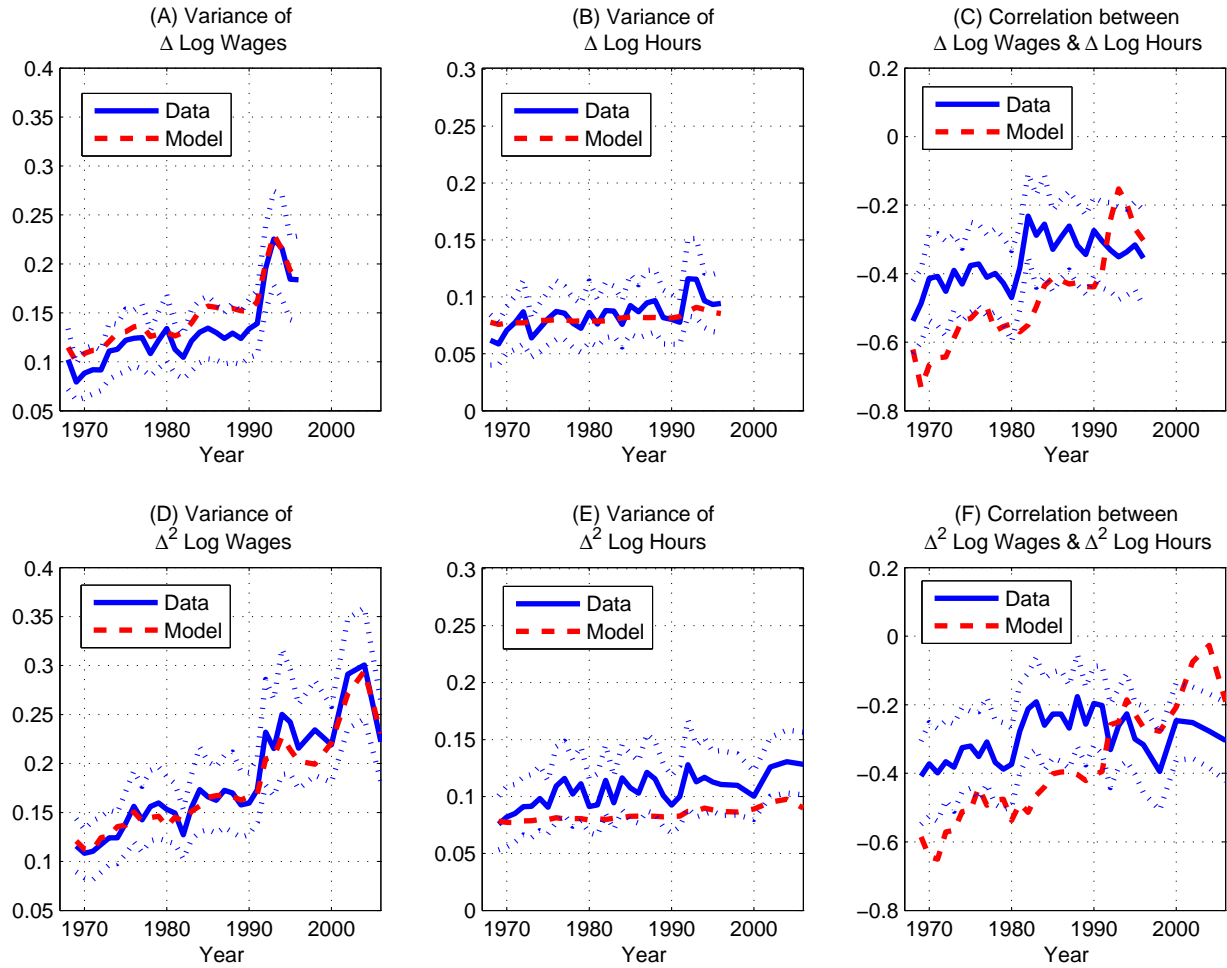 (A) Variance of
Δ Log Wages
0.4
0.35
0.3
0.25
0.2
0.15
0.1
0.05
Data
Model
1970
1980
1990
2000
Year
(B) Variance of
Δ Log Hours
0.3
0.25
0.2
0.15
0.1
0.05
0
Data
Model
1970
1980
1990
2000
Year
(C) Correlation between
Δ Log Wages & Δ Log Hours
0.2
0
−0.2
−0.4
−0.6
−0.8
Data
Model
1970
1980
1990
2000
Year
(D) Variance of
Δ² Log Wages
0.4
0.35
0.3
0.25
0.2
0.15
0.1
0.05
Data
Model
1970
1980
1990
2000
Year
(E) Variance of
Δ² Log Hours
0.3
0.25
0.2
0.15
0.1
0.05
0
Data
Model
1970
1980
1990
2000
Year
(F) Correlation between
Δ² Log Wages & Δ² Log Hours
0.2
0
−0.2
−0.4
−0.6
−0.8
Data
Model
1970
1980
1990
2000
Year